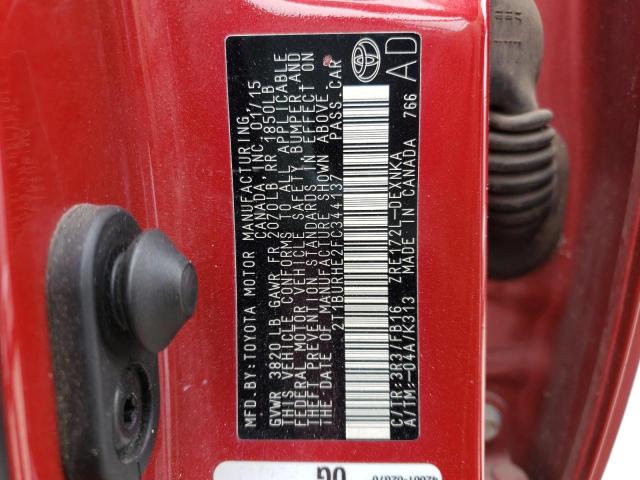 MFD BY: TOYOTA MOTOR MANUFACTURING,
CANADA, INC. 01/15
GVWR 3820 LB GAWR FR 2070LB RR 1850LB
THIS VEHICLE CONFORMS TO ALL APPLICABLE
FEDERAL MOTOR VEHICLE SAFETY, BUMPER, AND
THEFT PREVENTION STANDARDS IN EFFECT ON
THE DATE OF MANUFACTURE SHOWN ABOVE.
2T1BURHE2FC344137 PASS.CAR
C/TR:3R3/FB16 ZRE172L-DEXNKA
A/TM:-04A/K313 MADE IN CANADA 766
AD
0G